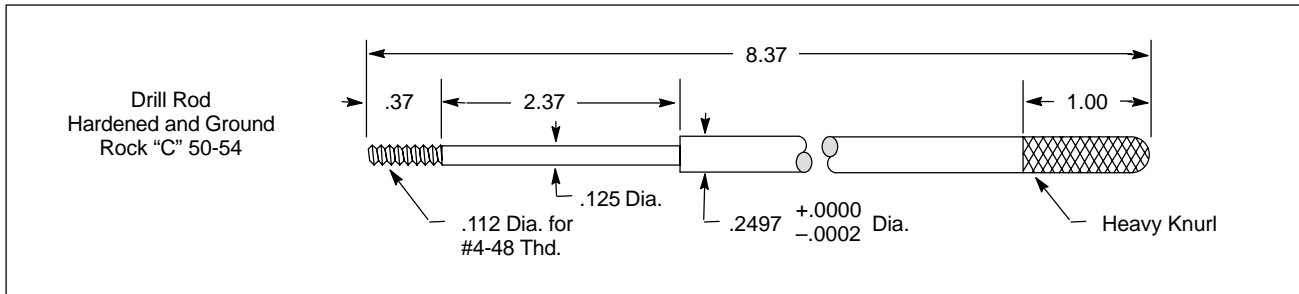 8.37
Drill Rod
Hardened and Ground
Rock “C” 50-54
.37
2.37
1.00
.125 Dia.
.112 Dia. for
#4-48 Thd.
.2497 +.0000 Dia.
–.0002
Heavy Knurl